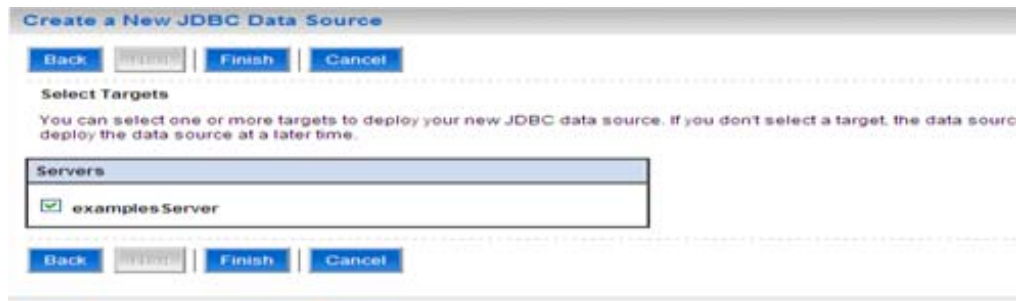 Create a New JDBC Data Source
Back Finish Cancel
Select Targets
You can select one or more targets to deploy your new JDBC data source. If you don't select a target, the data sourc
deploy the data source at a later time.
Servers
examplesServer
Back Finish Cancel